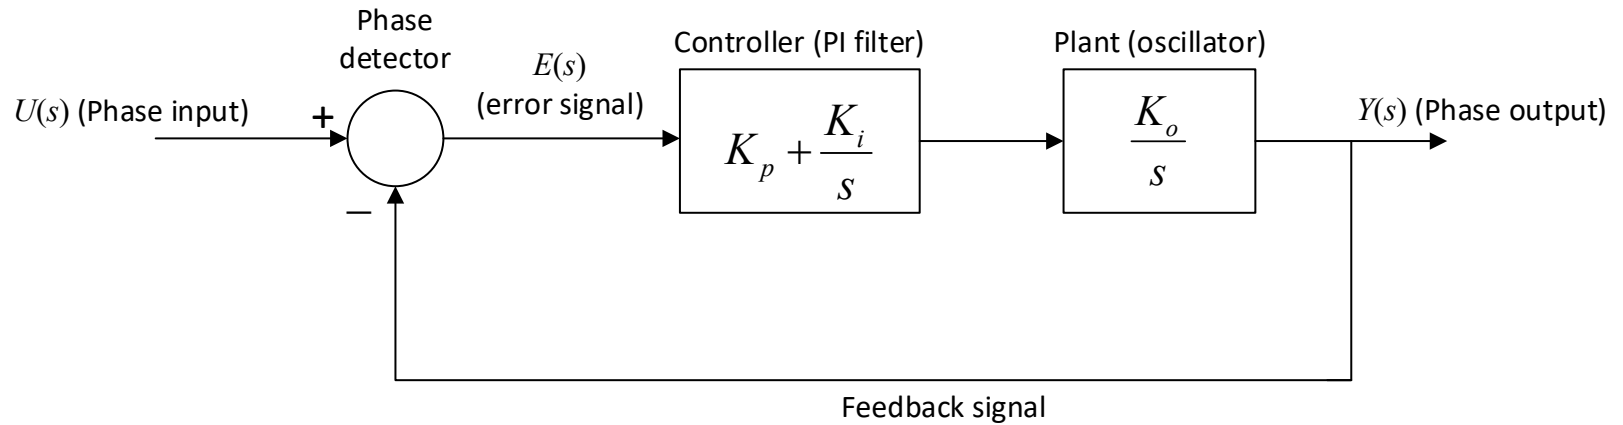 Phase
detector
Controller (PI filter)
Plant (oscillator)
E(s)
(error signal)
U(s) (Phase input)
+
K_p + K_i/s
K_o/s
Y(s) (Phase output)
−
Feedback signal